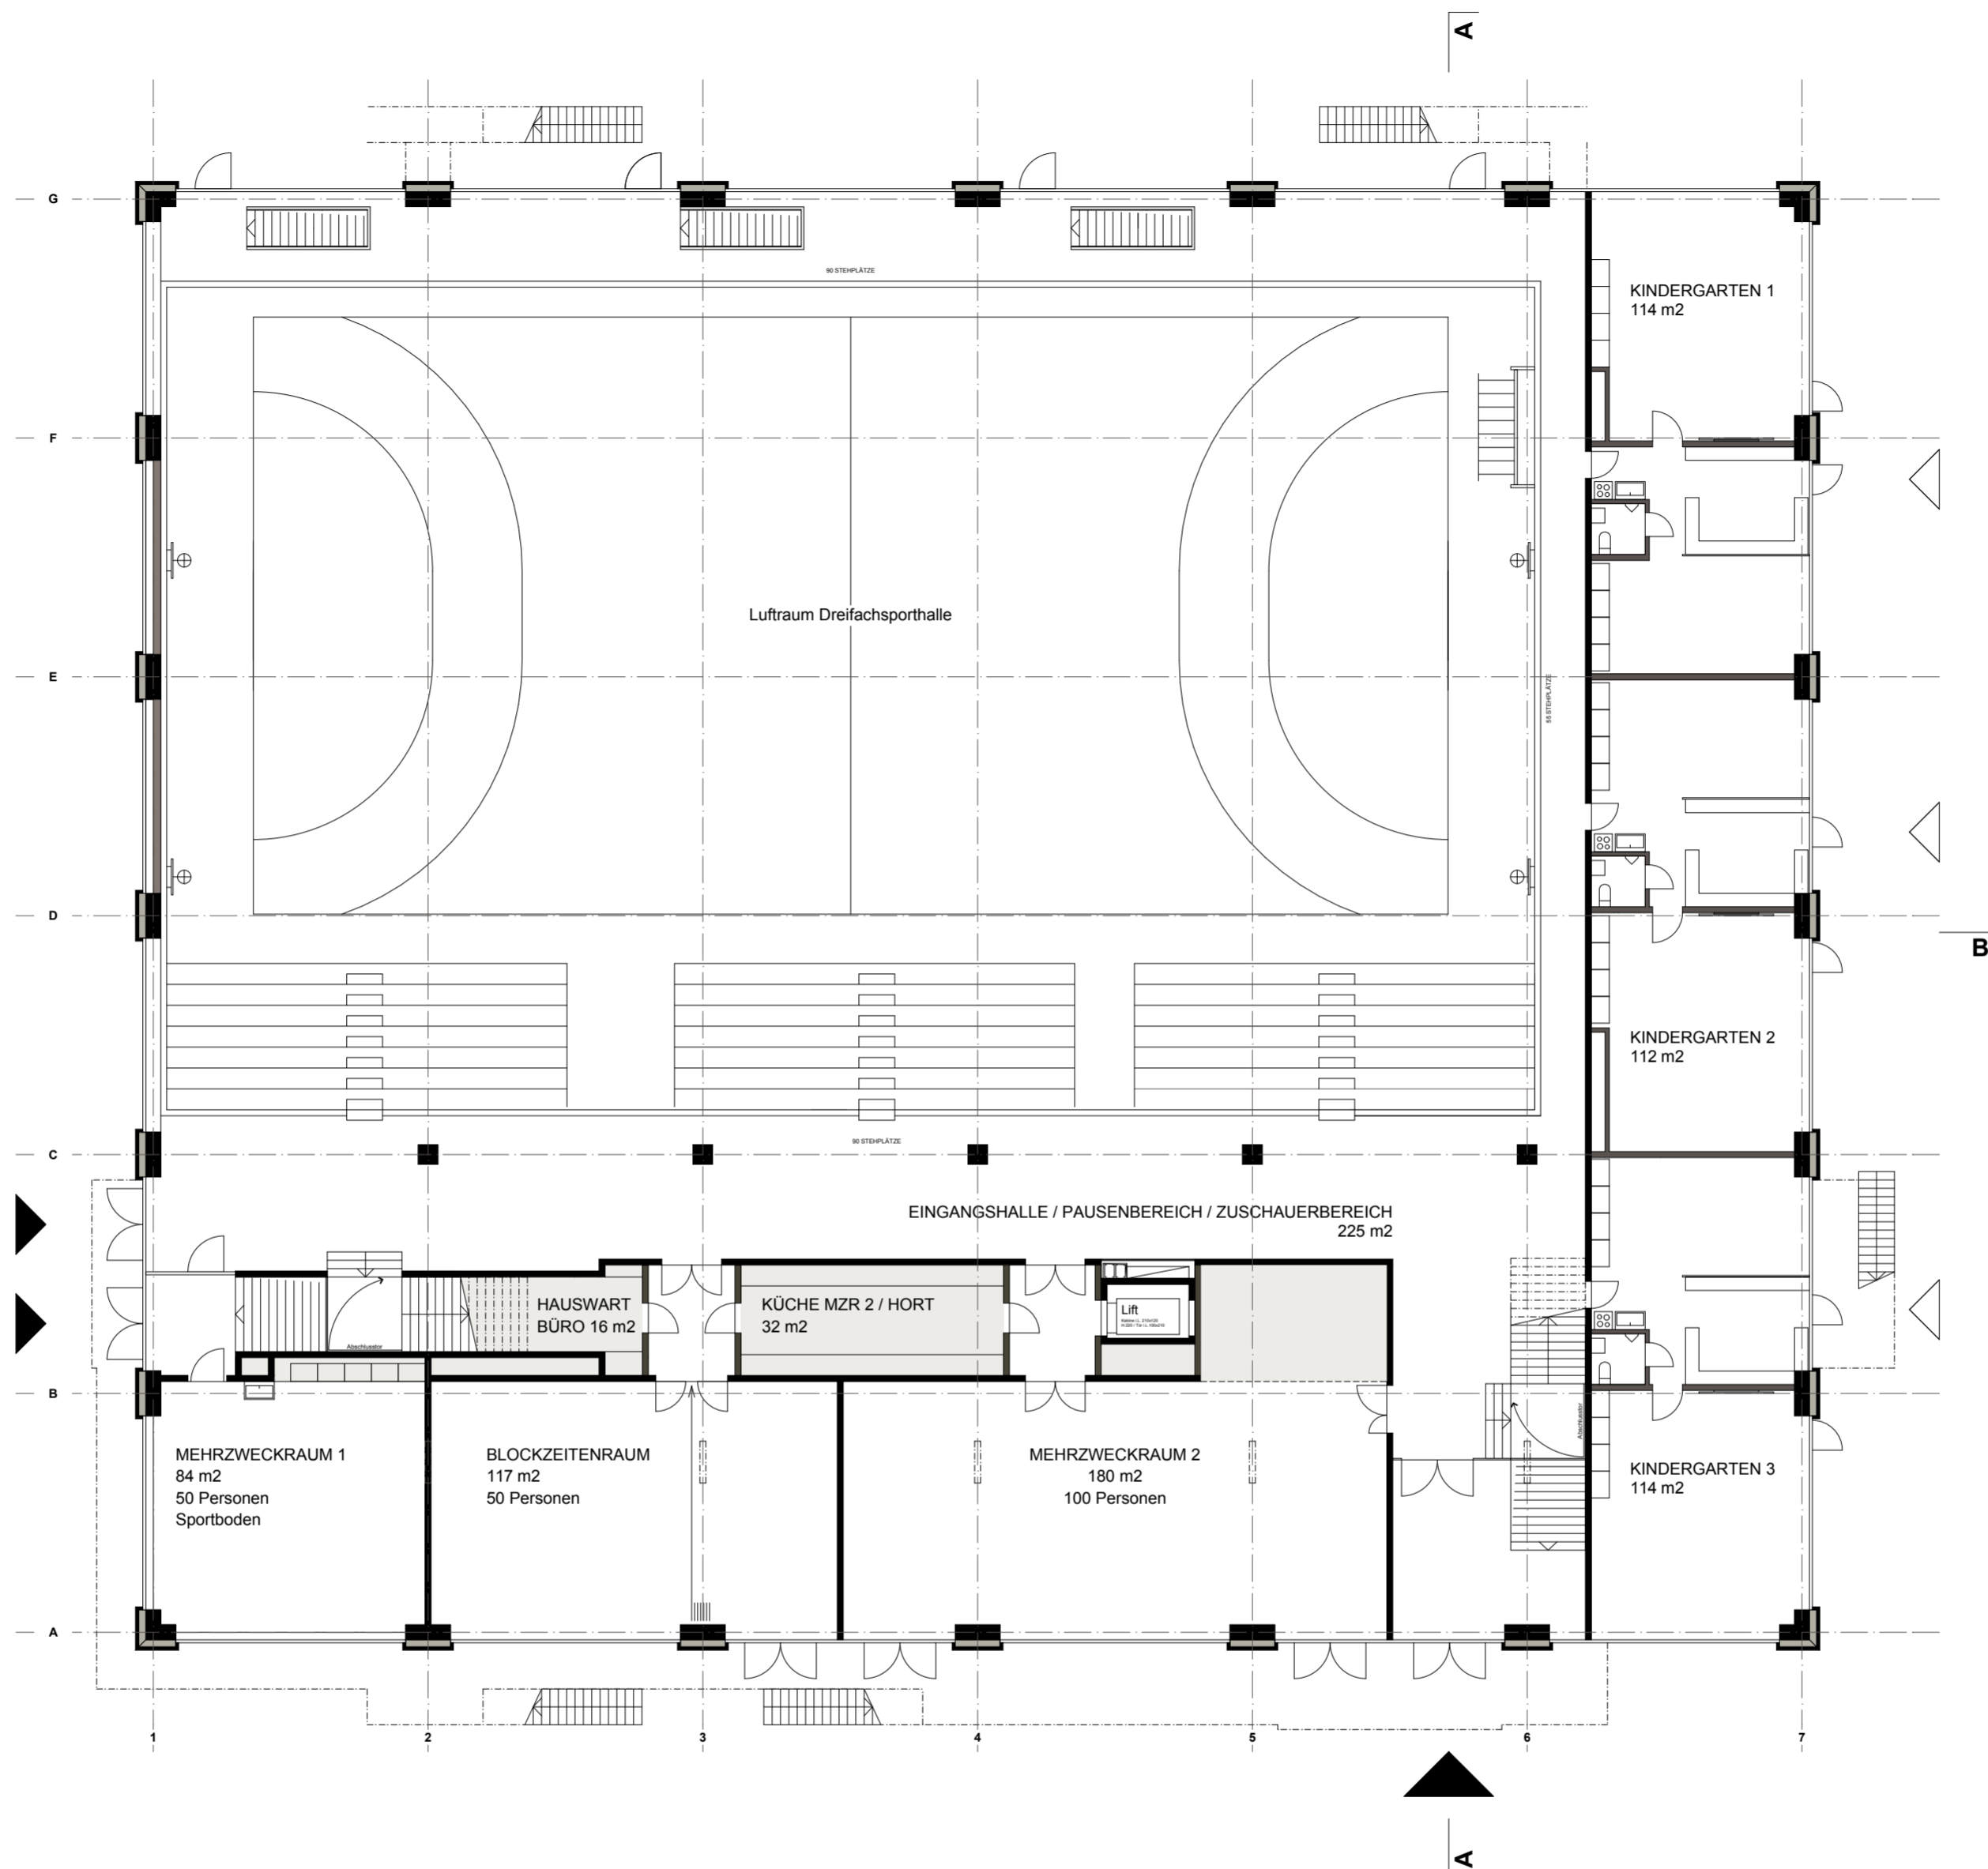 A
G
90 STEHPLÄTZE
KINDERGARTEN 1
114 m2
F
Luftraum Dreifachsporthalle
E
55 STEHPLÄTZE
D
B
KINDERGARTEN 2
112 m2
90 STEHPLÄTZE
C
EINGANGSHALLE / PAUSENBEREICH / ZUSCHAUERBEREICH
225 m2
HAUSWART
BÜRO 16 m2
KÜCHE MZR 2 / HORT
32 m2
Lift
Abschlusstor
B
Abschlusstor
MEHRZWECKRAUM 1
84 m2
50 Personen
Sportboden
BLOCKZEITENRAUM
117 m2
50 Personen
MEHRZWECKRAUM 2
180 m2
100 Personen
KINDERGARTEN 3
114 m2
A
1
2
3
4
5
6
7
A